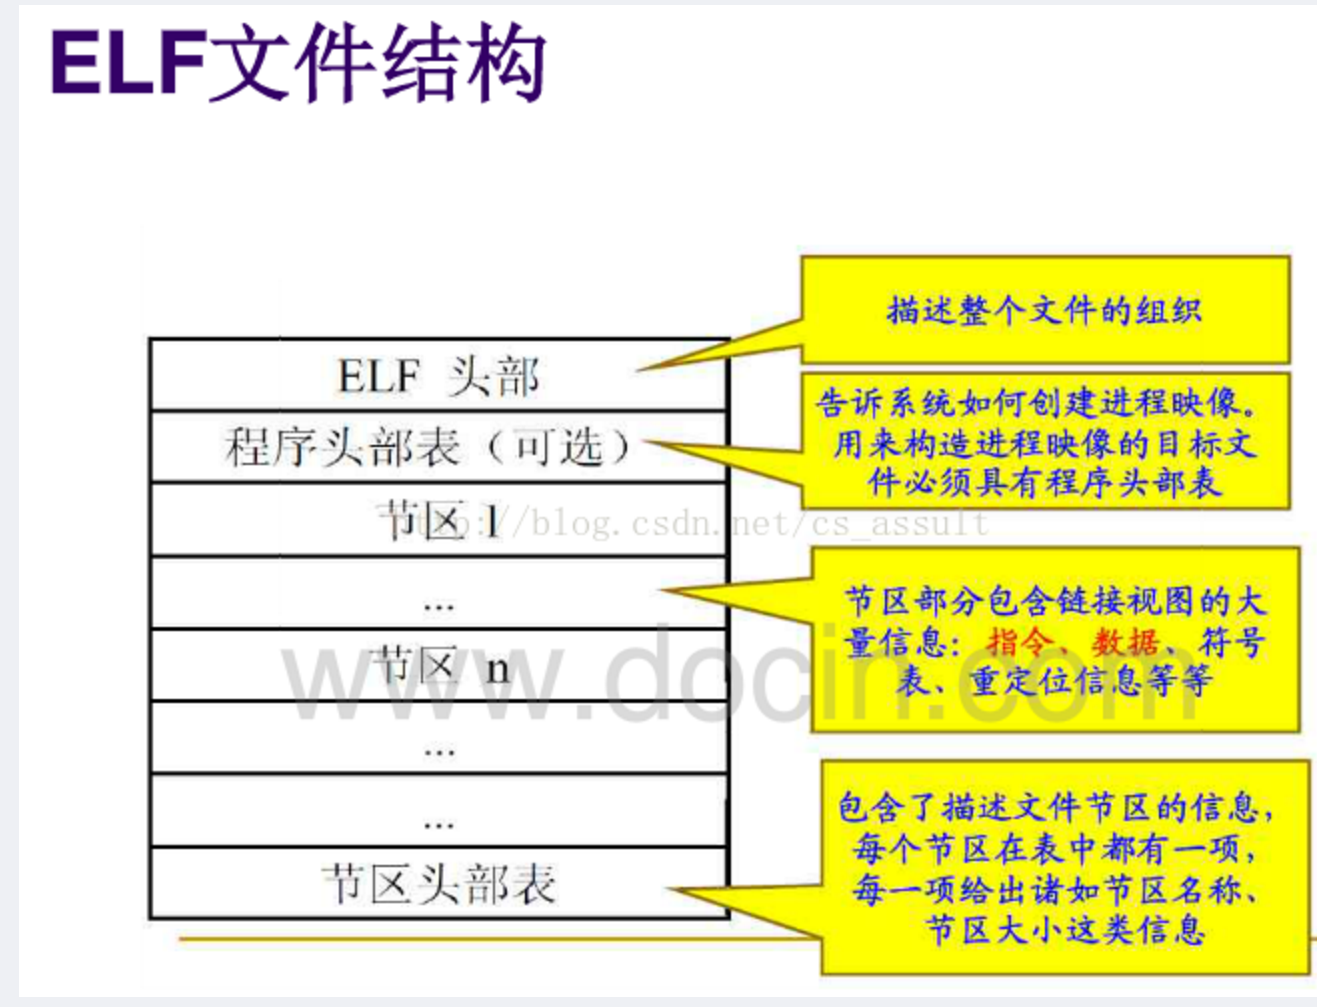 ELF文件结构
描述整个文件的组织
ELF 头部
告诉系统如何创建进程映像。
用来构造进程映像的目标文
件必须具有程序头部表
程序头部表（可选）
节区 1
http://blog.csdn.net/cs_assult
...
节区部分包含链接视图的大
量信息：指令、数据、符号
表、重定位信息等等
节区 n
www.docin.com
...
...
包含了描述文件节区的信息，
每个节区在表中都有一项，
每一项给出诸如节区名称、
节区大小这类信息
节区头部表